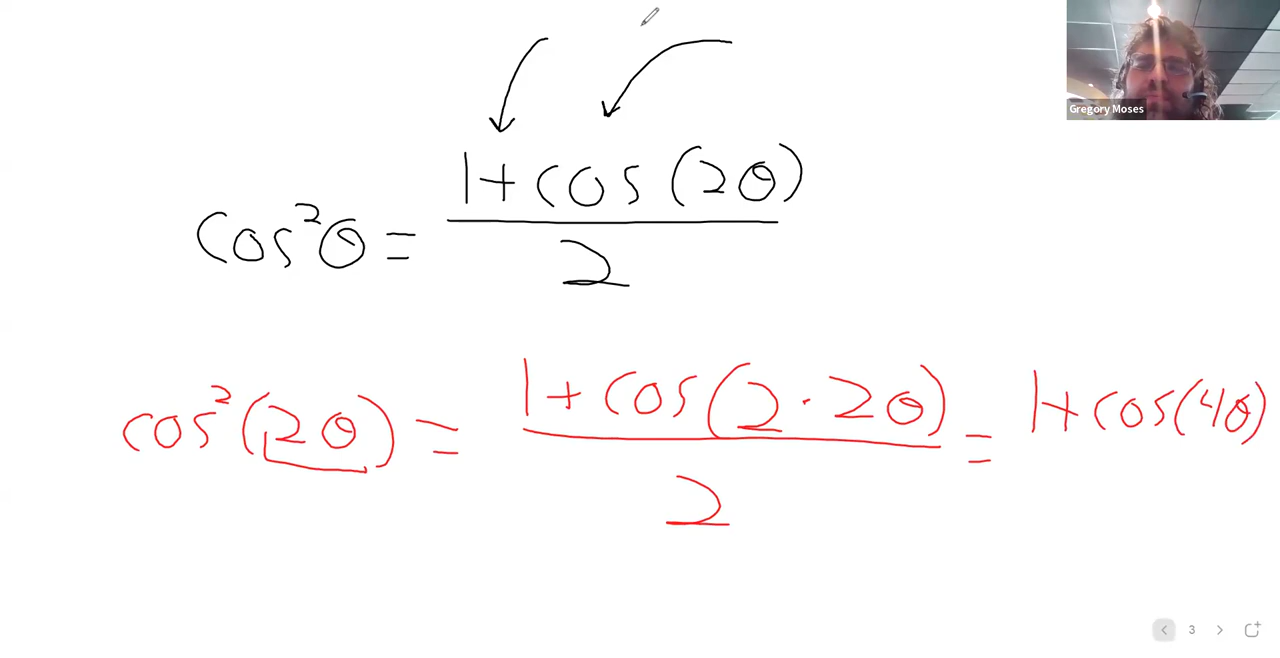 Gregory Moses
cos²θ = (1+cos(2θ))/2
cos²(2θ) = (1+cos(2·2θ))/2 = 1+cos(4θ)
3